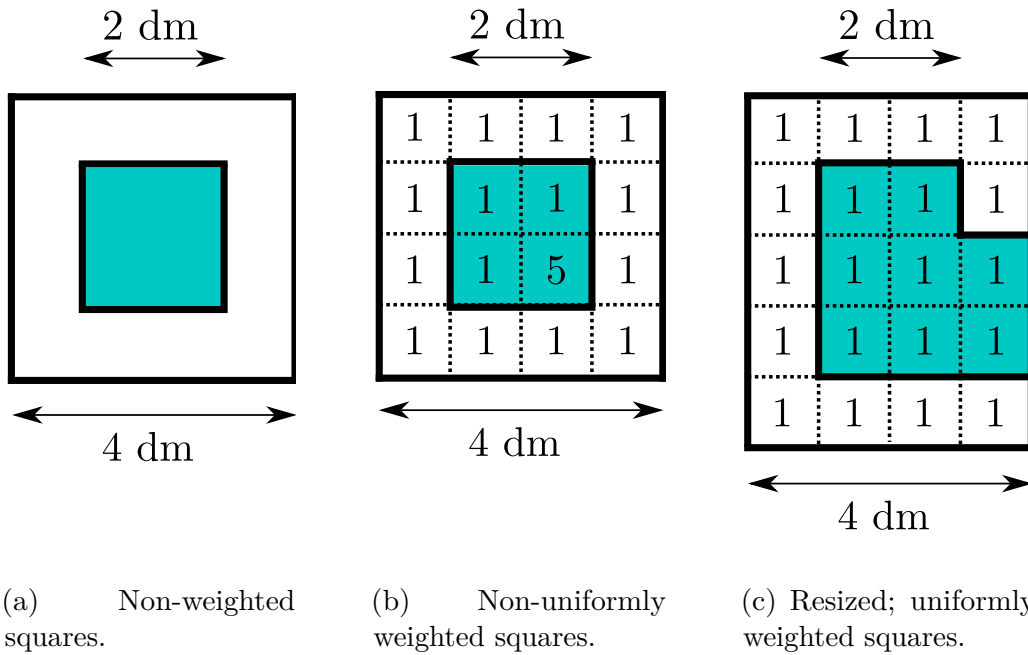 2 dm
2 dm
2 dm
1 1 1 1
1 1 1 1
1 1 5 1
1 1 1 1
1 1 1 1
1 1 1 1
1 1 1 1
1 1 1 1
1 1 1 1
4 dm
4 dm
4 dm
(a) Non-weighted
squares.
(b) Non-uniformly
weighted squares.
(c) Resized; uniformly
weighted squares.